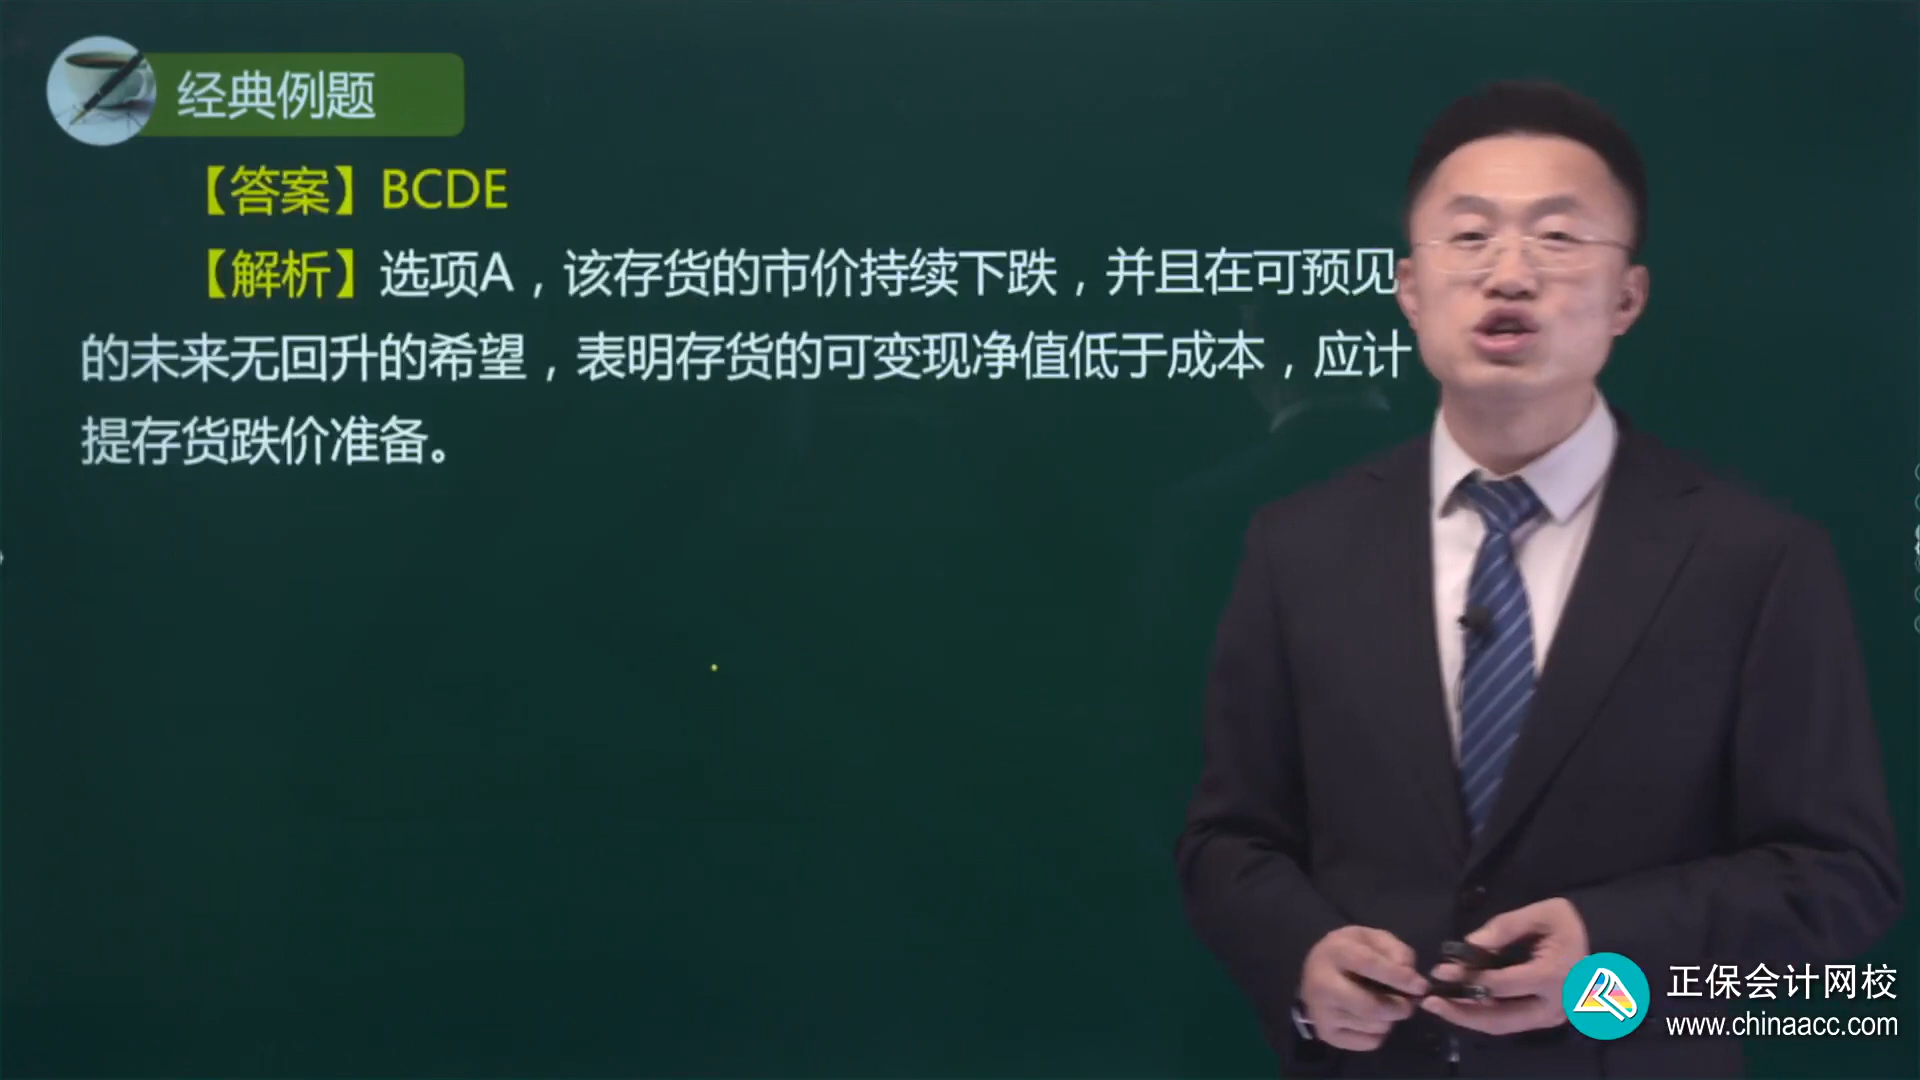 经典例题
【答案】BCDE
【解析】选项A，该存货的市价持续下跌，并且在可预见
的未来无回升的希望，表明存货的可变现净值低于成本，应计
提存货跌价准备。
正保会计网校
www.chinaacc.com